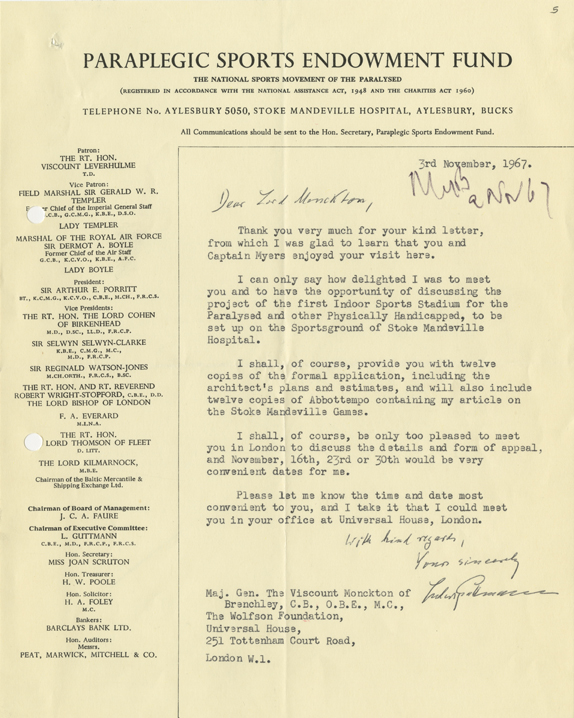 5
PARAPLEGIC SPORTS ENDOWMENT FUND
THE NATIONAL SPORTS MOVEMENT OF THE PARALYSED
(REGISTERED IN ACCORDANCE WITH THE NATIONAL ASSISTANCE ACT, 1948 AND THE CHARITIES ACT 1960)
TELEPHONE No. AYLESBURY 5050, STOKE MANDEVILLE HOSPITAL, AYLESBURY, BUCKS
All Communications should be sent to the Hon. Secretary, Paraplegic Sports Endowment Fund.
Patron:
THE RT. HON.
VISCOUNT LEVERHULME
T.D.
Vice Patron:
FIELD MARSHAL SIR GERALD W. R.
TEMPLER
Chief of the Imperial General Staff
C.B., G.C.M.G., K.B.E., D.S.O.
LADY TEMPLER
MARSHAL OF THE ROYAL AIR FORCE
SIR DERMOT A. BOYLE
Former Chief of the Air Staff
G.C.B., K.C.V.O., K.B.E., A.F.C.
LADY BOYLE
President:
SIR ARTHUR E. PORRITT
BT., K.C.M.G., K.C.V.O., C.B.E., M.CH., F.R.C.S.
Vice Presidents:
THE RT. HON. THE LORD COHEN
OF BIRKENHEAD
M.D., D.SC., LL.D., F.R.C.P.
SIR SELWYN SELWYN-CLARKE
K.B.E., C.M.G., M.C.,
M.D., F.R.C.P.
SIR REGINALD WATSON-JONES
M.CH.ORTH., F.R.C.S., B.SC.
THE RT. HON. AND RT. REVEREND
ROBERT WRIGHT-STOPFORD, C.B.E., D.D.
THE LORD BISHOP OF LONDON
F. A. EVERARD
M.I.N.A.
THE RT. HON.
LORD THOMSON OF FLEET
D. LITT.
THE LORD KILMARNOCK,
M.B.E.
Chairman of the Baltic Mercantile &
Shipping Exchange Ltd.
Chairman of Board of Management:
J. C. A. FAURE
Chairman of Executive Committee:
L. GUTTMANN
C.B.E., M.D., F.R.C.P., F.R.C.S.
Hon. Secretary:
MISS JOAN SCRUTON
Hon. Treasurer:
H. W. POOLE
Hon. Solicitor:
H. A. FOLEY
M.C.
Bankers:
BARCLAYS BANK LTD.
Hon. Auditors:
Messrs.
PEAT, MARWICK, MITCHELL & CO.
3rd November, 1967.
Nov 67
Dear Lord Monckton,
Thank you very much for your kind letter,
from which I was glad to learn that you and
Captain Myers enjoyed your visit here.
I can only say how delighted I was to meet
you and to have the opportunity of discussing the
project of the first Indoor Sports Stadium for the
Paralysed and other Physically Handicapped, to be
set up on the Sportsground of Stoke Mandeville
Hospital.
I shall, of course, provide you with twelve
copies of the formal application, including the
architect's plans and estimates, and will also include
twelve copies of Abbottempo containing my article on
the Stoke Mandeville Games.
I shall, of course, be only too pleased to meet
you in London to discuss the details and form of appeal,
and November, 16th, 23rd or 30th would be very
convenient dates for me.
Please let me know the time and date most
convenient to you, and I take it that I could meet
you in your office at Universal House, London.
With kind regards,
Yours sincerely
Maj. Gen. The Viscount Monckton of
Brenchley, C.B., O.B.E., M.C.,
The Wolfson Foundation,
Universal House,
251 Tottenham Court Road,
London W.1.